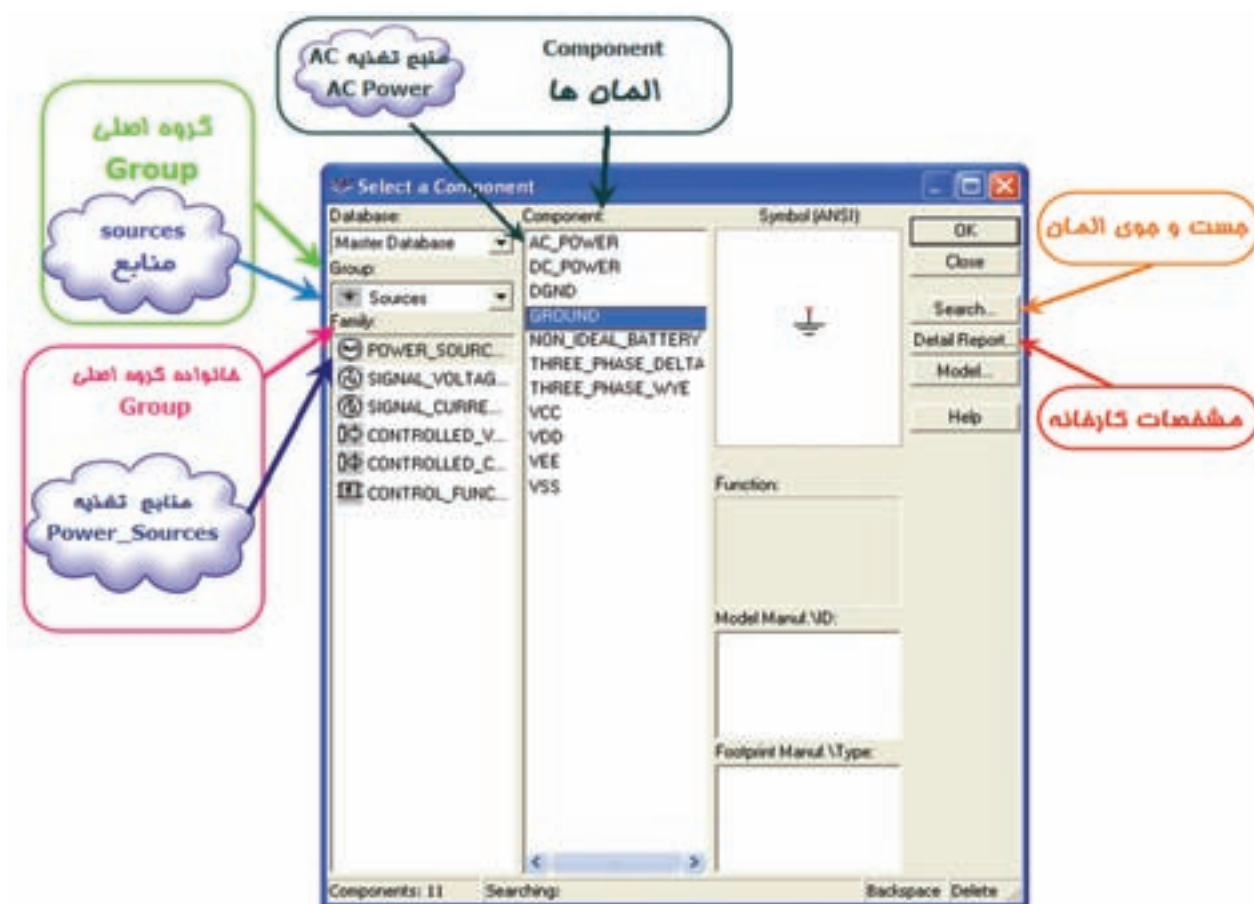 منبع تغذیه AC
AC Power
Component
المان ها
گروه اصلی
Group
sources
منابع
خانواده گروه اصلی
Group
منابع تغذیه
Power_Sources
جست و جوی المان
مشخصات کارخانه
Select a Component
Database:
Master Database
Group:
Sources
Family:
POWER_SOURC...
SIGNAL_VOLTAG...
SIGNAL_CURRE...
CONTROLLED_V...
CONTROLLED_C...
CONTROL_FUNC...
Component:
AC_POWER
DC_POWER
DGND
GROUND
NON_IDEAL_BATTERY
THREE_PHASE_DELTA
THREE_PHASE_WYE
VCC
VDD
VEE
VSS
Symbol (ANSI)
Function:
Model Manuf.\ID:
Footprint Manuf.\Type:
OK
Close
Search...
Detail Report...
Model...
Help
Components: 11
Searching:
Backspace
Delete